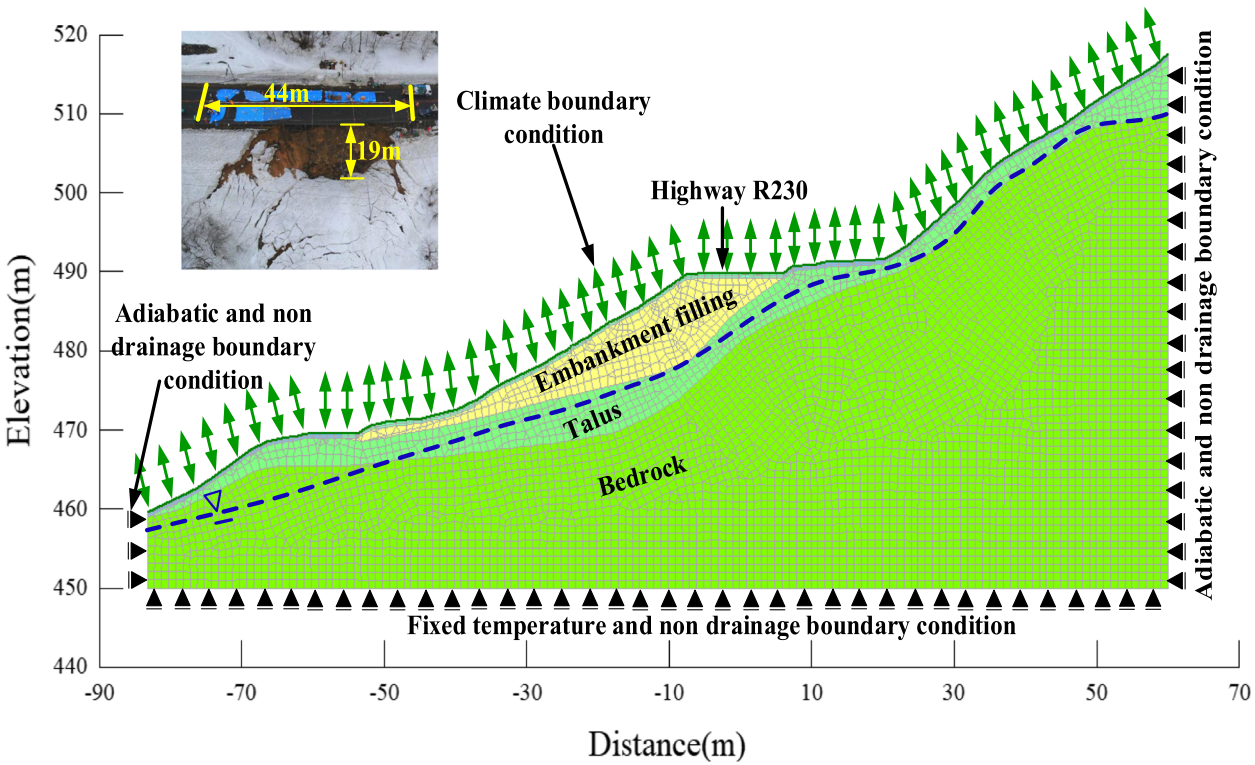 520
510
500
490
480
470
460
450
440
Elevation(m)
44m
19m
Climate boundary
condition
Highway R230
Adiabatic and non
drainage boundary
condition
Embankment filling
Talus
Bedrock
Adiabatic and non drainage boundary condition
Fixed temperature and non drainage boundary condition
-90 -70 -50 -30 -10 10 30 50 70
Distance(m)